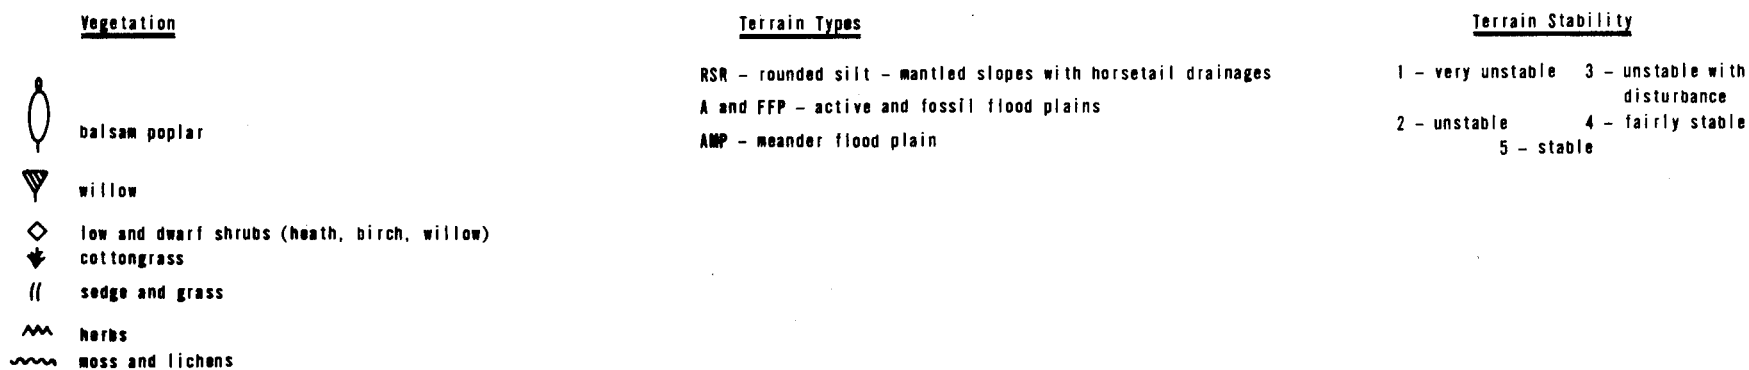 Vegetation
balsam poplar
willow
low and dwarf shrubs (heath, birch, willow)
cottongrass
sedge and grass
herbs
moss and lichens
Terrain Types
RSR – rounded silt – mantled slopes with horsetail drainages
A and FFP – active and fossil flood plains
AMP – meander flood plain
Terrain Stability
1 – very unstable 3 – unstable with
disturbance
2 – unstable 4 – fairly stable
5 – stable